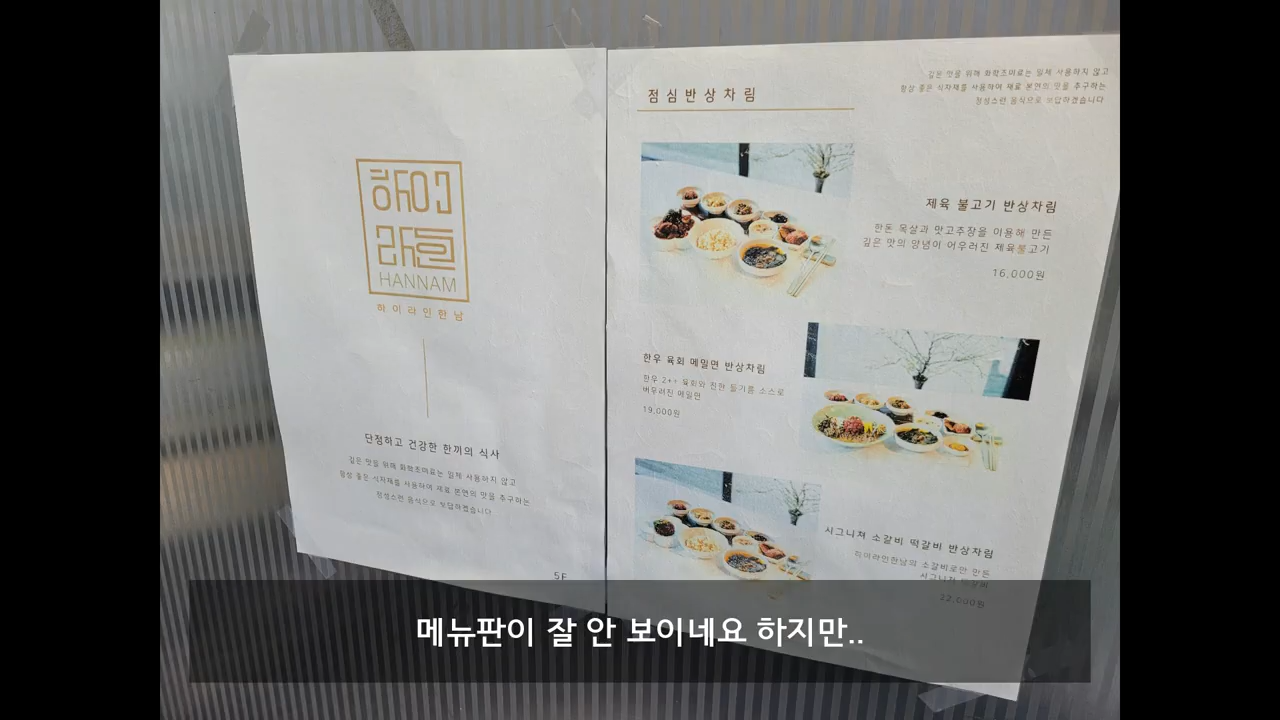 하이라인
한남
HANNAM
하이라인한남
단정하고 건강한 한끼의 식사
깊은 맛을 위해 화학조미료는 일체 사용하지 않고
항상 좋은 식자재를 사용하여 재료 본연의 맛을 추구하는
정성스런 음식으로 보답하겠습니다
5F
점심반상차림
깊은 맛을 위해 화학조미료는 일체 사용하지 않고
항상 좋은 식자재를 사용하여 재료 본연의 맛을 추구하는
정성스런 음식으로 보답하겠습니다
제육 불고기 반상차림
한돈 목살과 맛고추장을 이용해 만든
깊은 맛의 양념이 어우러진 제육불고기
16,000원
한우 육회 메밀면 반상차림
한우 2++ 육회와 진한 들기름 소스로
버무려진 메밀면
19,000원
시그니쳐 소갈비 떡갈비 반상차림
하이라인한남의 소갈비로만 만든
시그니쳐 떡갈비
22,000원
메뉴판이 잘 안 보이네요 하지만..